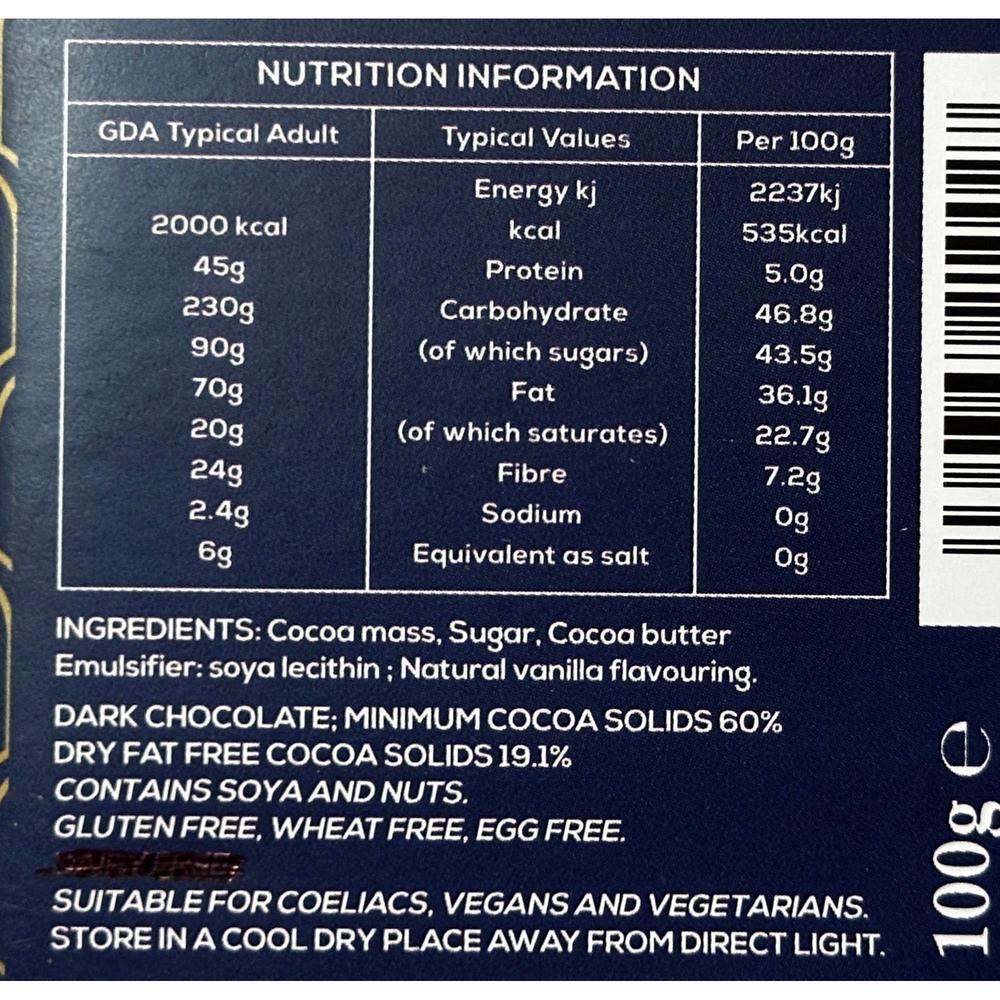 NUTRITION INFORMATION
GDA Typical Adult Typical Values Per 100g
Energy kj 2237kj
2000 kcal kcal 535kcal
45g Protein 5.0g
230g Carbohydrate 46.8g
90g (of which sugars) 43.5g
70g Fat 36.1g
20g (of which saturates) 22.7g
24g Fibre 7.2g
2.4g Sodium 0g
6g Equivalent as salt 0g
INGREDIENTS: Cocoa mass, Sugar, Cocoa butter
Emulsifier: soya lecithin ; Natural vanilla flavouring.
DARK CHOCOLATE; MINIMUM COCOA SOLIDS 60%
DRY FAT FREE COCOA SOLIDS 19.1%
CONTAINS SOYA AND NUTS.
GLUTEN FREE, WHEAT FREE, EGG FREE.
SUITABLE FOR COELIACS, VEGANS AND VEGETARIANS.
STORE IN A COOL DRY PLACE AWAY FROM DIRECT LIGHT.
100g e